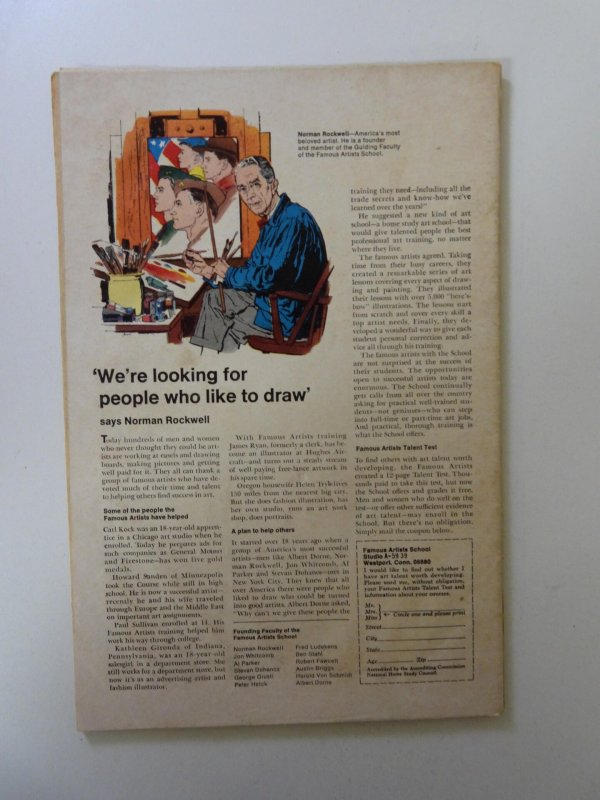 Norman Rockwell—America's most
beloved artist. He is a founder
and member of the Guiding Faculty
of the Famous Artists School.
'We're looking for
people who like to draw'
says Norman Rockwell
Today hundreds of men and women
who never thought they could be art-
ists are working at easels and drawing
boards, making pictures and getting
well paid for it. They all can thank a
group of famous artists who have de-
voted much of their time and talent
to helping others find success in art.
Some of the people the
Famous Artists have helped
Carl Kock was an 18-year-old appren-
tice in a Chicago art studio when he
enrolled. Today he prepares ads for
such companies as General Motors
and Firestone—has won five gold
medals.
Howard Sanden of Minneapolis
took the Course while still in high
school. He is now a successful artist—
recently he and his wife traveled
through Europe and the Middle East
on important art assignments.
Paul Sullivan enrolled at 14. His
Famous Artists training helped him
work his way through college.
Kathleen Gironda of Indiana,
Pennsylvania, was an 18-year-old
salesgirl in a department store. She
still works for a department store, but
now it's as an advertising artist and
fashion illustrator.
With Famous Artists training
James Ryan, formerly a clerk, has be-
come an illustrator at Hughes Air-
craft—and turns out a steady stream
of well-paying free-lance artwork in
his spare time.
Oregon housewife Helen lives
150 miles from the nearest big city.
But she does fashion illustration, has
her own studio, runs an art work
shop, does portraits.
A plan to help others
It started over 18 years ago when a
group of America's most successful
artists—men like Albert Dorne, Nor-
man Rockwell, Jon Whitcomb, Al
Parker and Stevan Dohanos—met in
New York City. They knew that all
over America there were people who
liked to draw who could be turned
into good artists. Albert Dorne asked,
"Why can't we give these people the
Founding Faculty of the
Famous Artists School
Norman Rockwell
Jon Whitcomb
Al Parker
Stevan Dohanos
George Giusti
Peter Helck
Fred Ludekens
Ben Stahl
Robert Fawcett
Austin Briggs
Harold Von Schmidt
Albert Dorne
training they need—including all the
trade secrets and know-how we've
learned over the years?"
He suggested a new kind of art
school—a home study art school—that
would give talented people the best
professional art training, no matter
where they live.
The famous artists agreed. Taking
time from their busy careers, they
created a remarkable series of art
lessons covering every aspect of draw-
ing and painting. They illustrated
their lessons with over 5,000 "here's-
how" illustrations. The lessons start
from scratch and cover every skill a
top artist needs. Finally, they de-
veloped a wonderful way to give each
student personal correction and ad-
vice all through his training.
The famous artists with the School
are not surprised at the success of
their students. The opportunities
open to successful artists today are
enormous. The School continually
gets calls from all over the country
asking for practical well-trained stu-
dents—not geniuses—who can step
into full-time or part-time art jobs,
And practical, thorough training is
what the School offers.
Famous Artists Talent Test
To find others with art talent worth
developing, the Famous Artists
created a 12-page Talent Test. Thou-
sands paid to take this test, but now
the School offers and grades it free.
Men and women who do well on the
test—or offer other sufficient evidence
of art talent—may enroll in the
School. But there's no obligation.
Simply mail the coupon below.
Famous Artists School
Studio A-59 39
Westport, Conn. 06880
I would like to find out whether I
have art talent worth developing.
Please send me, without obligation,
your Famous Artists Talent Test and
information about your courses.
Mr.
Mrs.
Miss
Circle one and please print
Street
City
State
Age Zip
Accredited by the Accrediting Commission
National Home Study Council.